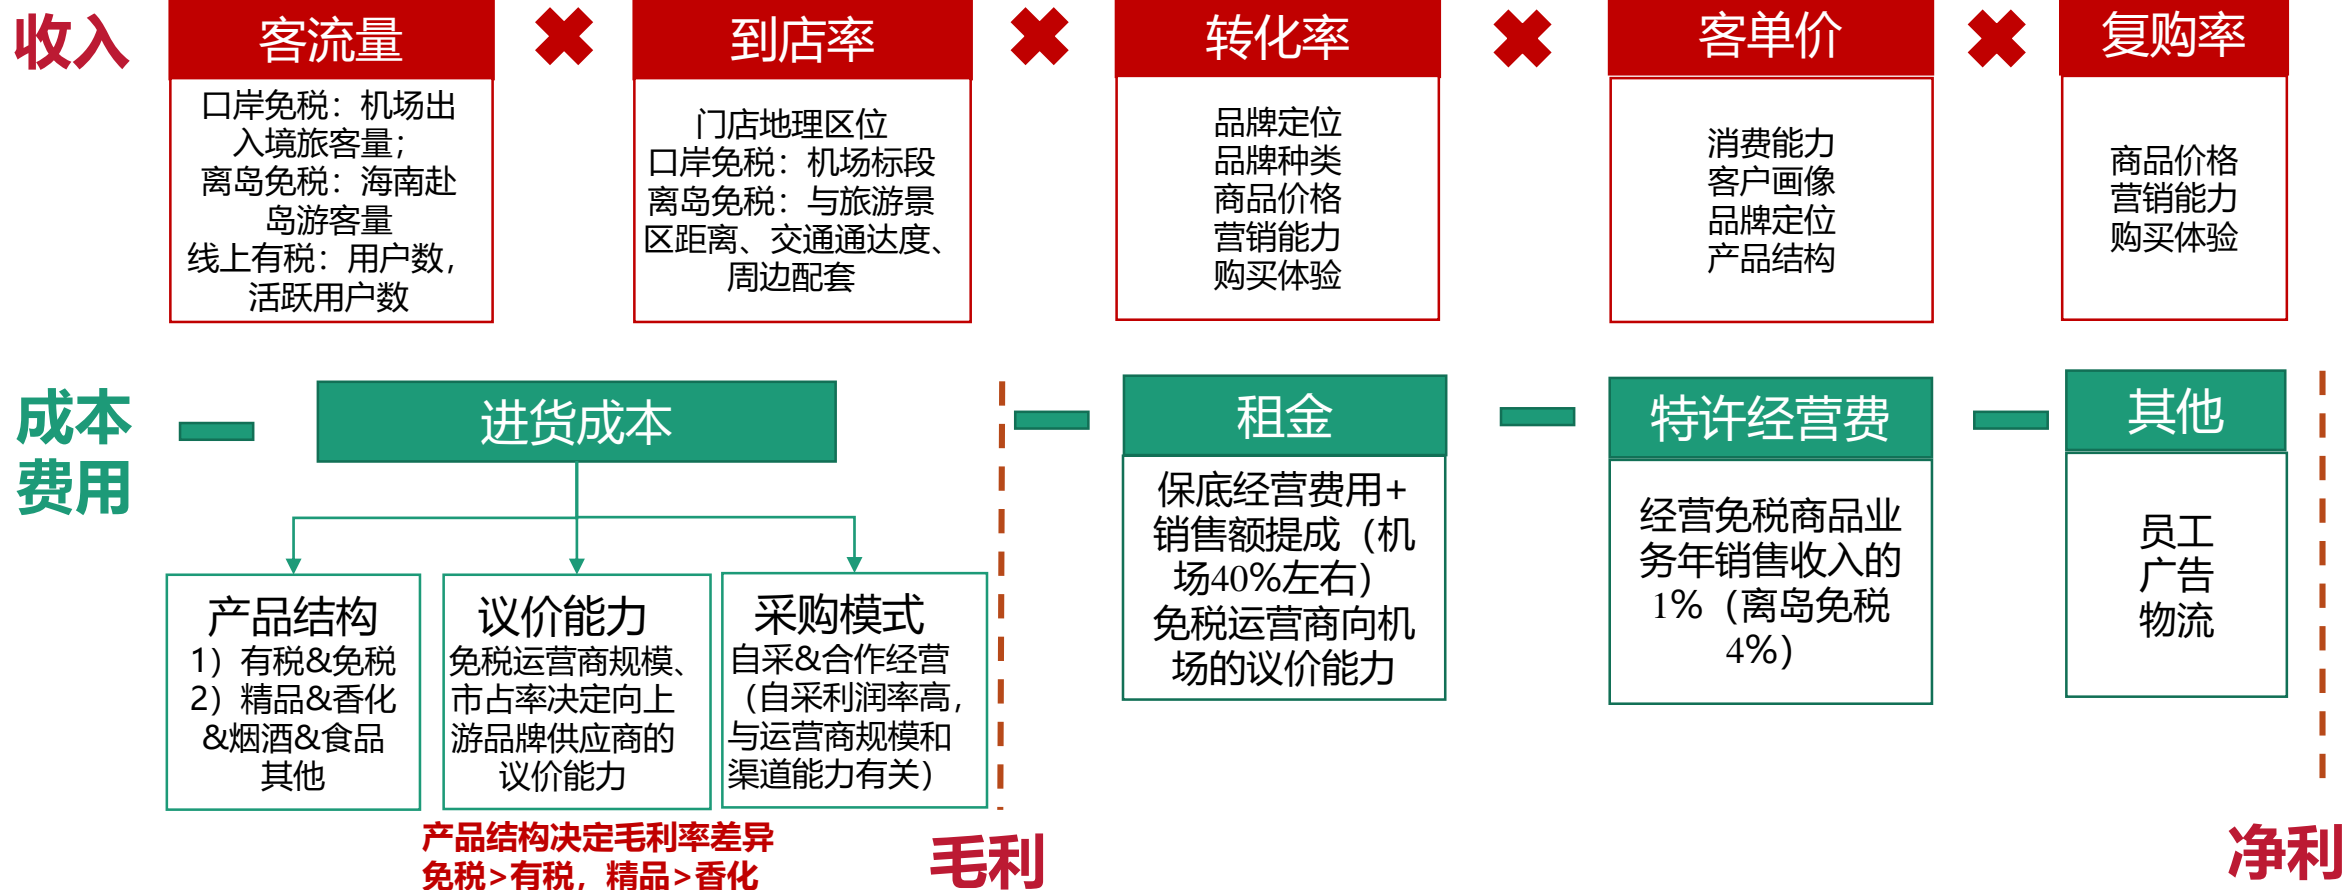 收入
客流量
口岸免税：机场出
入境旅客量；
离岛免税：海南赴
岛游客量
线上有税：用户数，
活跃用户数
到店率
门店地理区位
口岸免税：机场标段
离岛免税：与旅游景
区距离、交通通达度、
周边配套
转化率
品牌定位
品牌种类
商品价格
营销能力
购买体验
客单价
消费能力
客户画像
品牌定位
产品结构
复购率
商品价格
营销能力
购买体验
成本
费用
进货成本
产品结构
1）有税&免税
2）精品&香化
&烟酒&食品
其他
议价能力
免税运营商规模、
市占率决定向上
游品牌供应商的
议价能力
采购模式
自采&合作经营
（自采利润率高，
与运营商规模和
渠道能力有关）
产品结构决定毛利率差异
免税>有税，精品>香化
毛利
租金
保底经营费用+
销售额提成（机
场40%左右）
免税运营商向机
场的议价能力
特许经营费
经营免税商品业
务年销售收入的
1%（离岛免税
4%）
其他
员工
广告
物流
净利